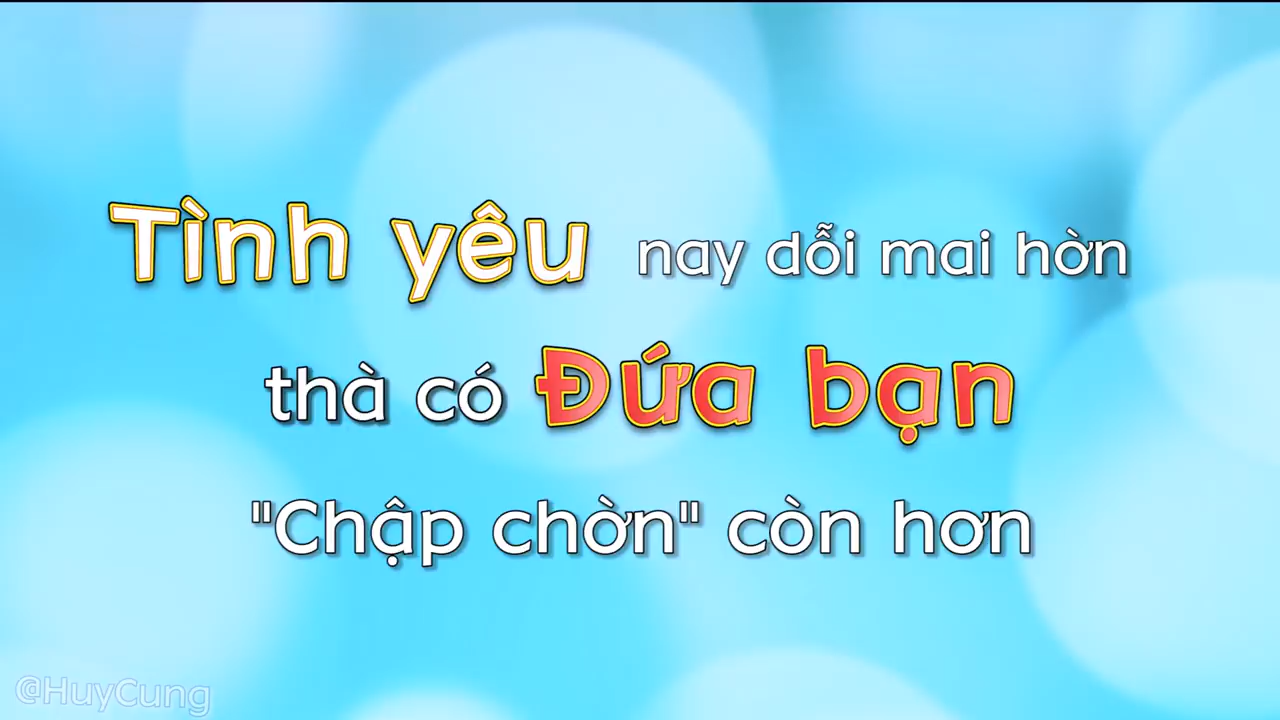 Tình yêu nay dỗi mai hờn
thà có Đứa bạn
"Chập chờn" còn hơn
@HuyCung